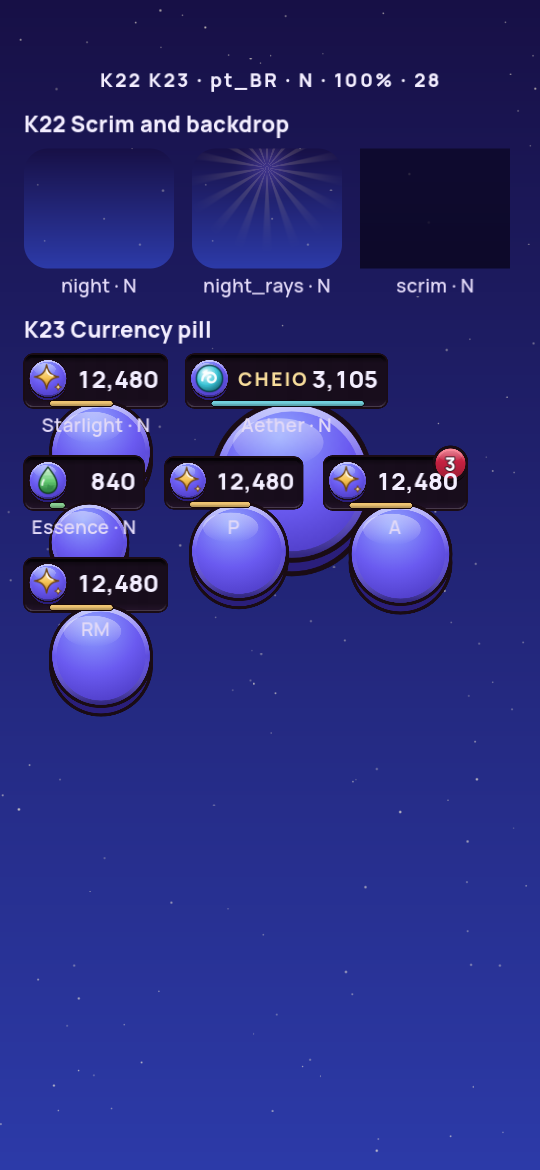 K22 K23 · pt_BR · N · 100% · 28
K22 Scrim and backdrop
night · N
night_rays · N
scrim · N
K23 Currency pill
12,480
CHEIO 3,105
Starlight · N
Aether · N
840
12,480
12,480
3
Essence · N
P
A
12,480
RM